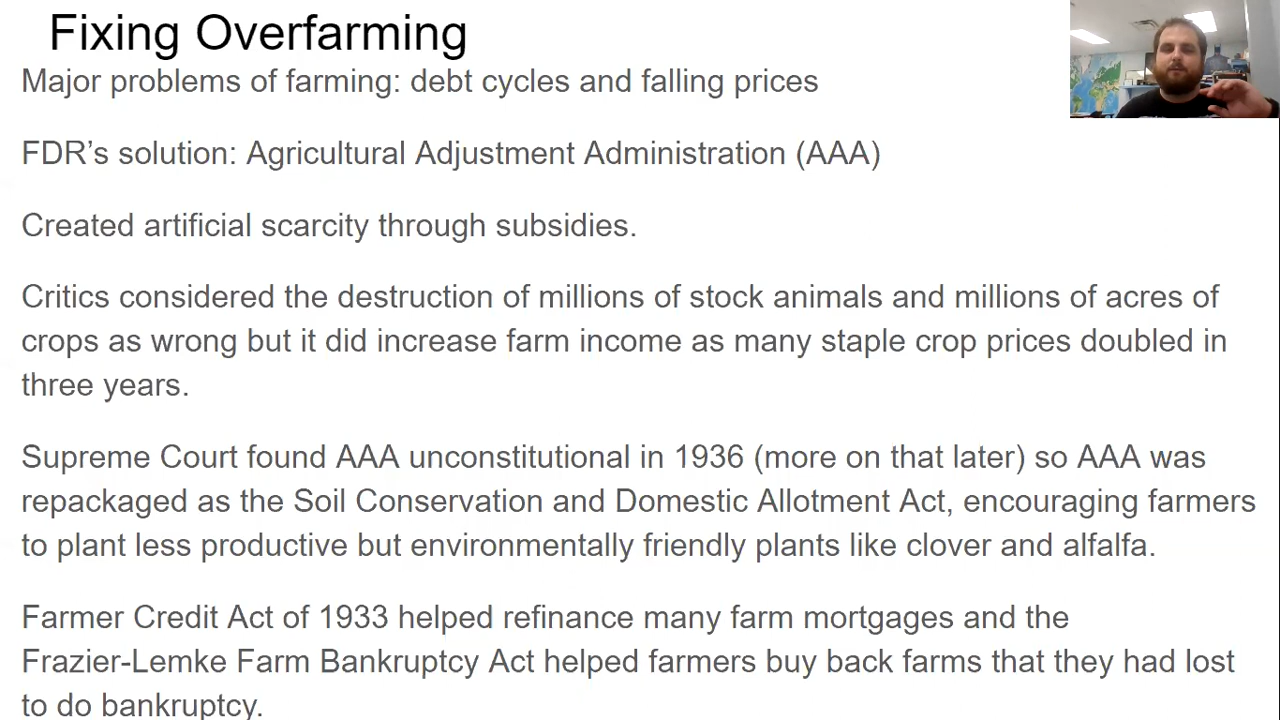 Fixing Overfarming
Major problems of farming: debt cycles and falling prices
FDR’s solution: Agricultural Adjustment Administration (AAA)
Created artificial scarcity through subsidies.
Critics considered the destruction of millions of stock animals and millions of acres of
crops as wrong but it did increase farm income as many staple crop prices doubled in
three years.
Supreme Court found AAA unconstitutional in 1936 (more on that later) so AAA was
repackaged as the Soil Conservation and Domestic Allotment Act, encouraging farmers
to plant less productive but environmentally friendly plants like clover and alfalfa.
Farmer Credit Act of 1933 helped refinance many farm mortgages and the
Frazier-Lemke Farm Bankruptcy Act helped farmers buy back farms that they had lost
to do bankruptcy.